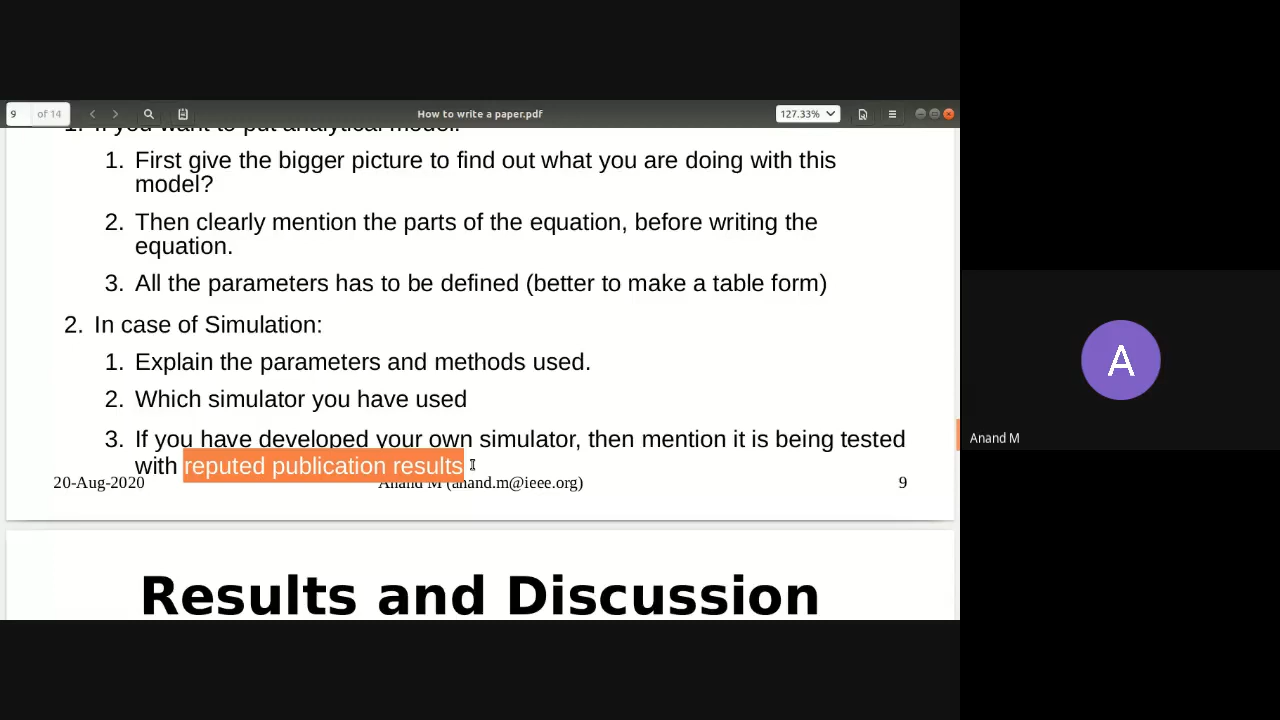 9 of 14
How to write a paper.pdf
127.33%
1. If you want to put analytical model:
1. First give the bigger picture to find out what you are doing with this
model?
2. Then clearly mention the parts of the equation, before writing the
equation.
3. All the parameters has to be defined (better to make a table form)
2. In case of Simulation:
1. Explain the parameters and methods used.
2. Which simulator you have used
3. If you have developed your own simulator, then mention it is being tested
with reputed publication results
20-Aug-2020
Anand M (anand.m@ieee.org)
9
Results and Discussion
A
Anand M